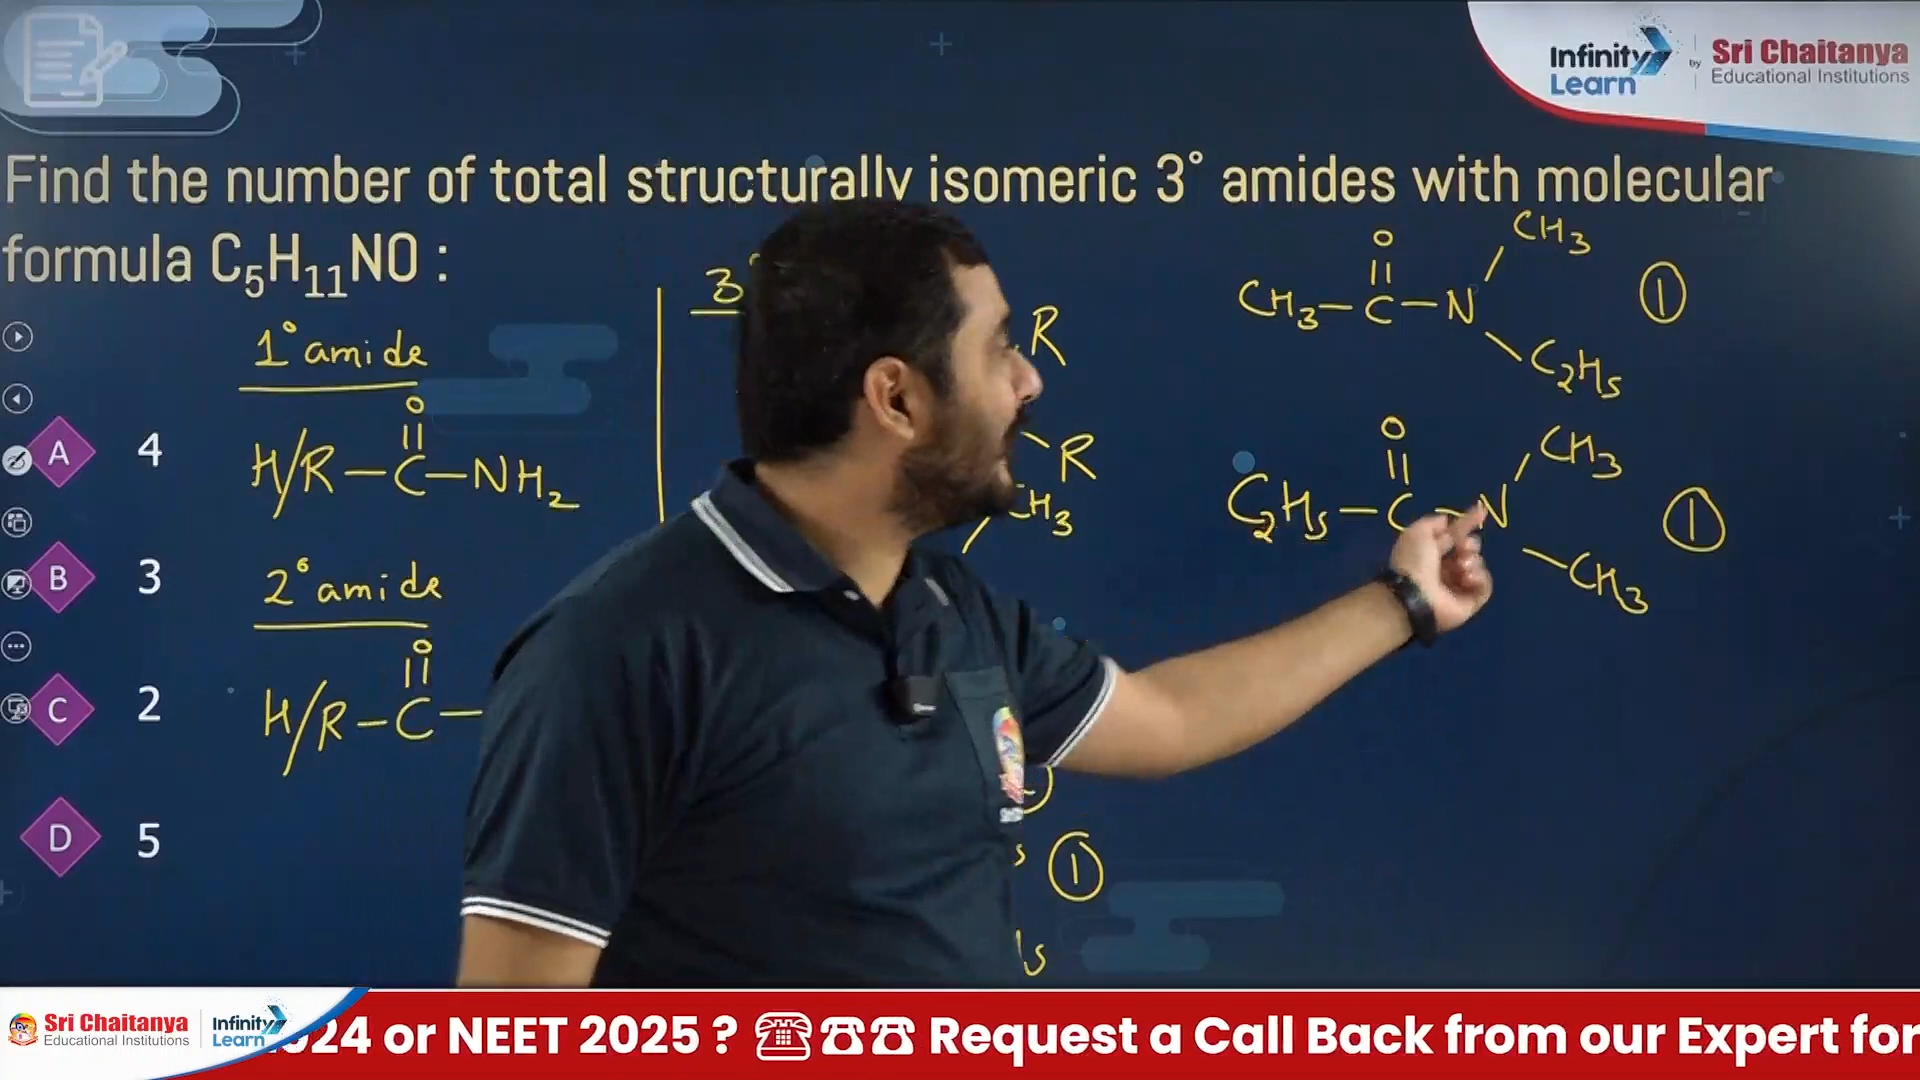 Infinity Learn by Sri Chaitanya Educational Institutions
Find the number of total structurally isomeric 3° amides with molecular
formula C₅H₁₁NO :
A 4
B 3
C 2
D 5
1° amide
O
H/R–C–NH₂
2° amide
O
H/R–C–
3°
R
R
CH₃
①
O
CH₃–C–N
CH₃
C₂H₅
①
O
C₂H₅–C–N
CH₃
CH₃
①
Sri Chaitanya Educational Institutions Infinity Learn
2024 or NEET 2025 ? Request a Call Back from our Expert for